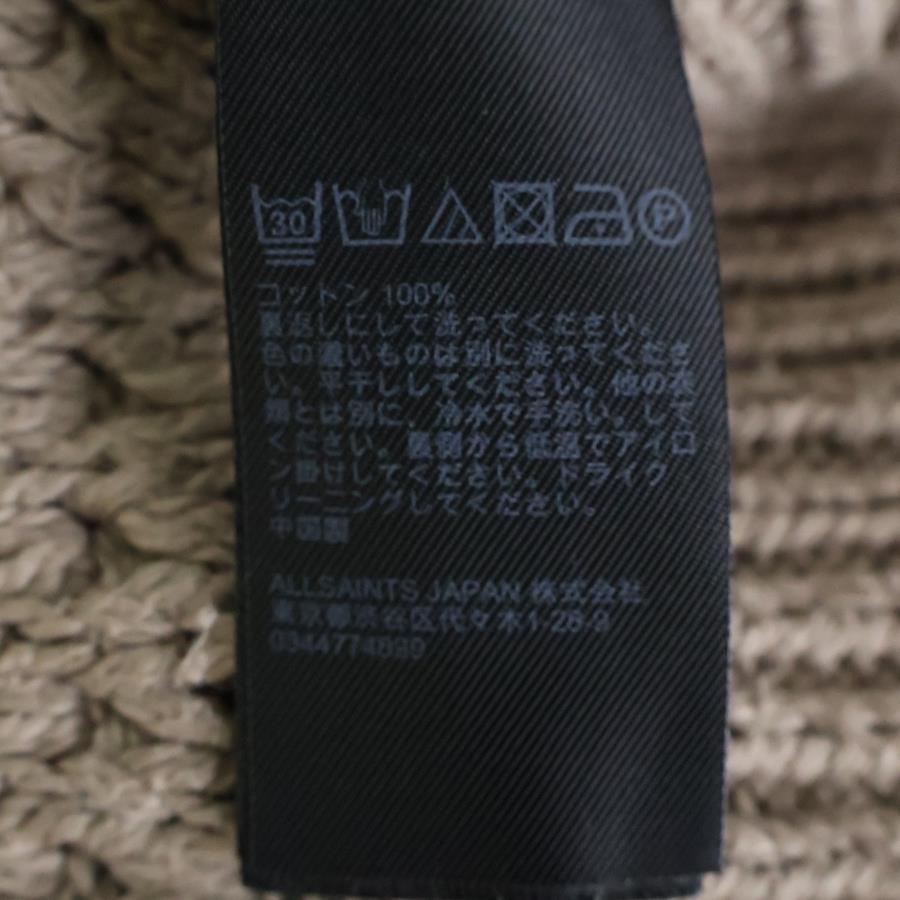 30
P
コットン 100%
裏返しにして洗ってください。
色の濃いものは別に洗ってくださ
い。平干ししてください。他の衣
類とは別に、冷水で手洗い。して
ください。裏側から低温でアイロ
ン掛けしてください。ドライク
リーニングしてください。
中国製
ALLSAINTS JAPAN 株式会社
東京都渋谷区代々木1-28-9
0344774899